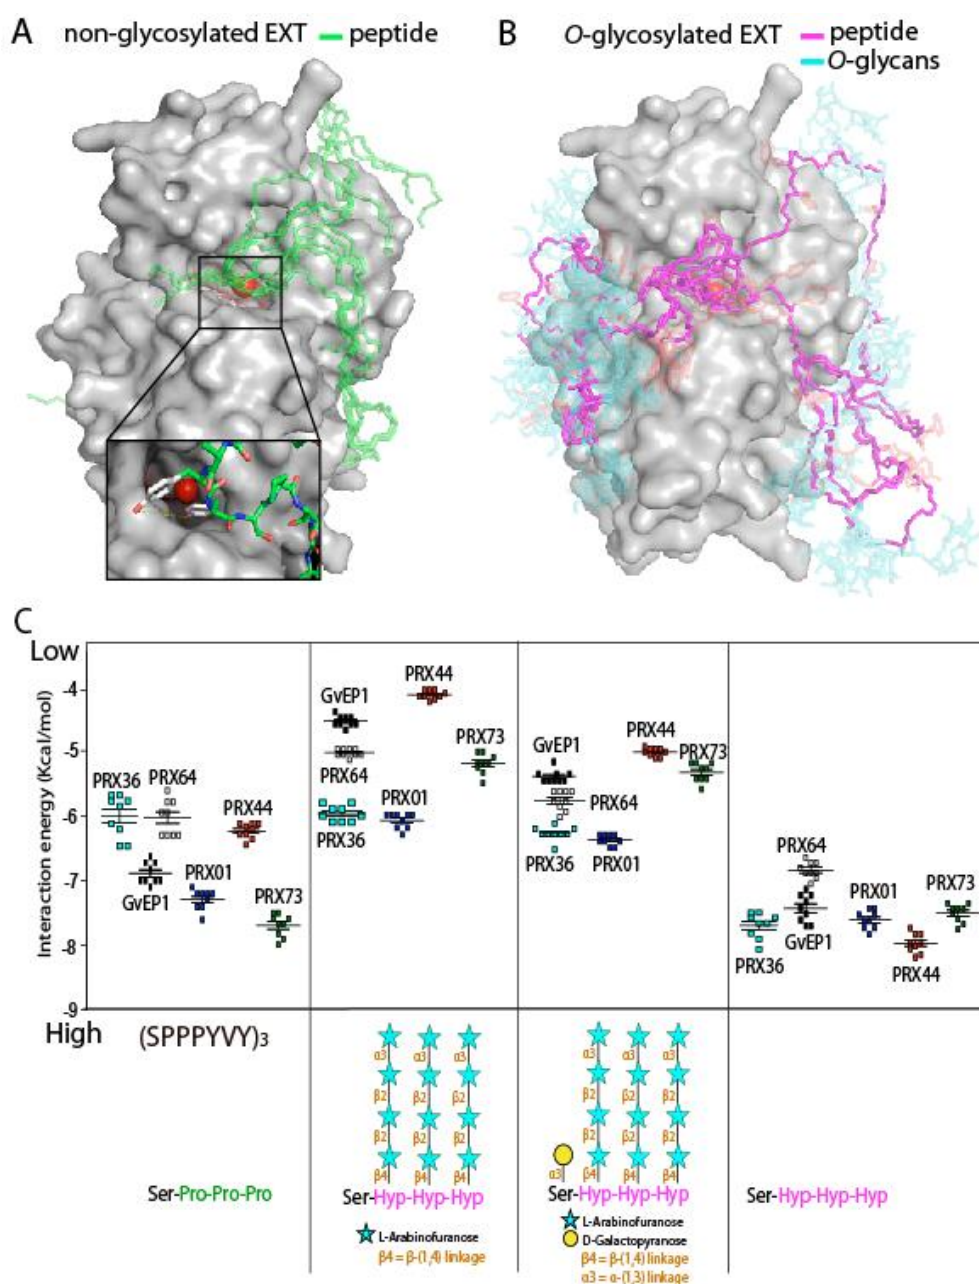 A non-glycosylated EXT peptide
B O-glycosylated EXT peptide
O-glycans
C
Low
Interaction energy (Kcal/mol)
-4
-5
-6
-7
-8
-9
High
PRX36 PRX64
GvEP1
PRX01
PRX44
PRX73
PRX44
GvEP1
PRX73
PRX64
PRX36
PRX01
PRX44
GvEP1
PRX73
PRX64
PRX36
PRX01
PRX64
PRX01
PRX73
PRX36
GvEP1
PRX44
(SPPPYVY)3
α3 α3 α3
β2 β2 β2
β2 β2 β2
β4 β4 β4
α3 α3 α3
β2 β2 β2
β2 β2 β2
α3 β4 β4 β4
Ser-Pro-Pro-Pro
Ser-Hyp-Hyp-Hyp
L-Arabinofuranose
β4 = β-(1,4) linkage
Ser-Hyp-Hyp-Hyp
L-Arabinofuranose
D-Galactopyranose
β4 = β-(1,4) linkage
α3 = α-(1,3) linkage
Ser-Hyp-Hyp-Hyp